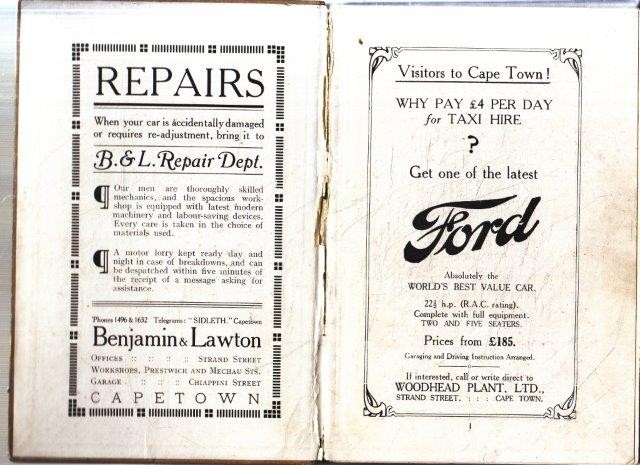 REPAIRS
When your car is accidentally damaged
or requires re-adjustment, bring it to
B. & L. Repair Dept.
¶ Our men are thoroughly skilled
mechanics, and the spacious work-
shop is equipped with latest modern
machinery and labour-saving devices.
Every care is taken in the choice of
materials used.
¶ A motor lorry kept ready day and
night in case of breakdowns, and can
be despatched within five minutes of
the receipt of a message asking for
assistance.
'Phones 1496 & 1632 Telegrams: "SIDLETH." Capetown
Benjamin & Lawton
OFFICES :: :: :: :: STRAND STREET
WORKSHOPS, PRESTWICH AND MECHAU STS.
GARAGE . :: :: :: CHIAPPINI STREET
CAPETOWN
Visitors to Cape Town!
WHY PAY £4 PER DAY
for TAXI HIRE
?
Get one of the latest
Ford
Absolutely the
WORLD'S BEST VALUE CAR.
22½ h.p. (R.A.C. rating).
Complete with full equipment.
TWO AND FIVE SEATERS.
Prices from £185.
Garaging and Driving Instruction Arranged.
If interested, call or write direct to
WOODHEAD PLANT, LTD.,
STRAND STREET. : : : CAPE TOWN.
1